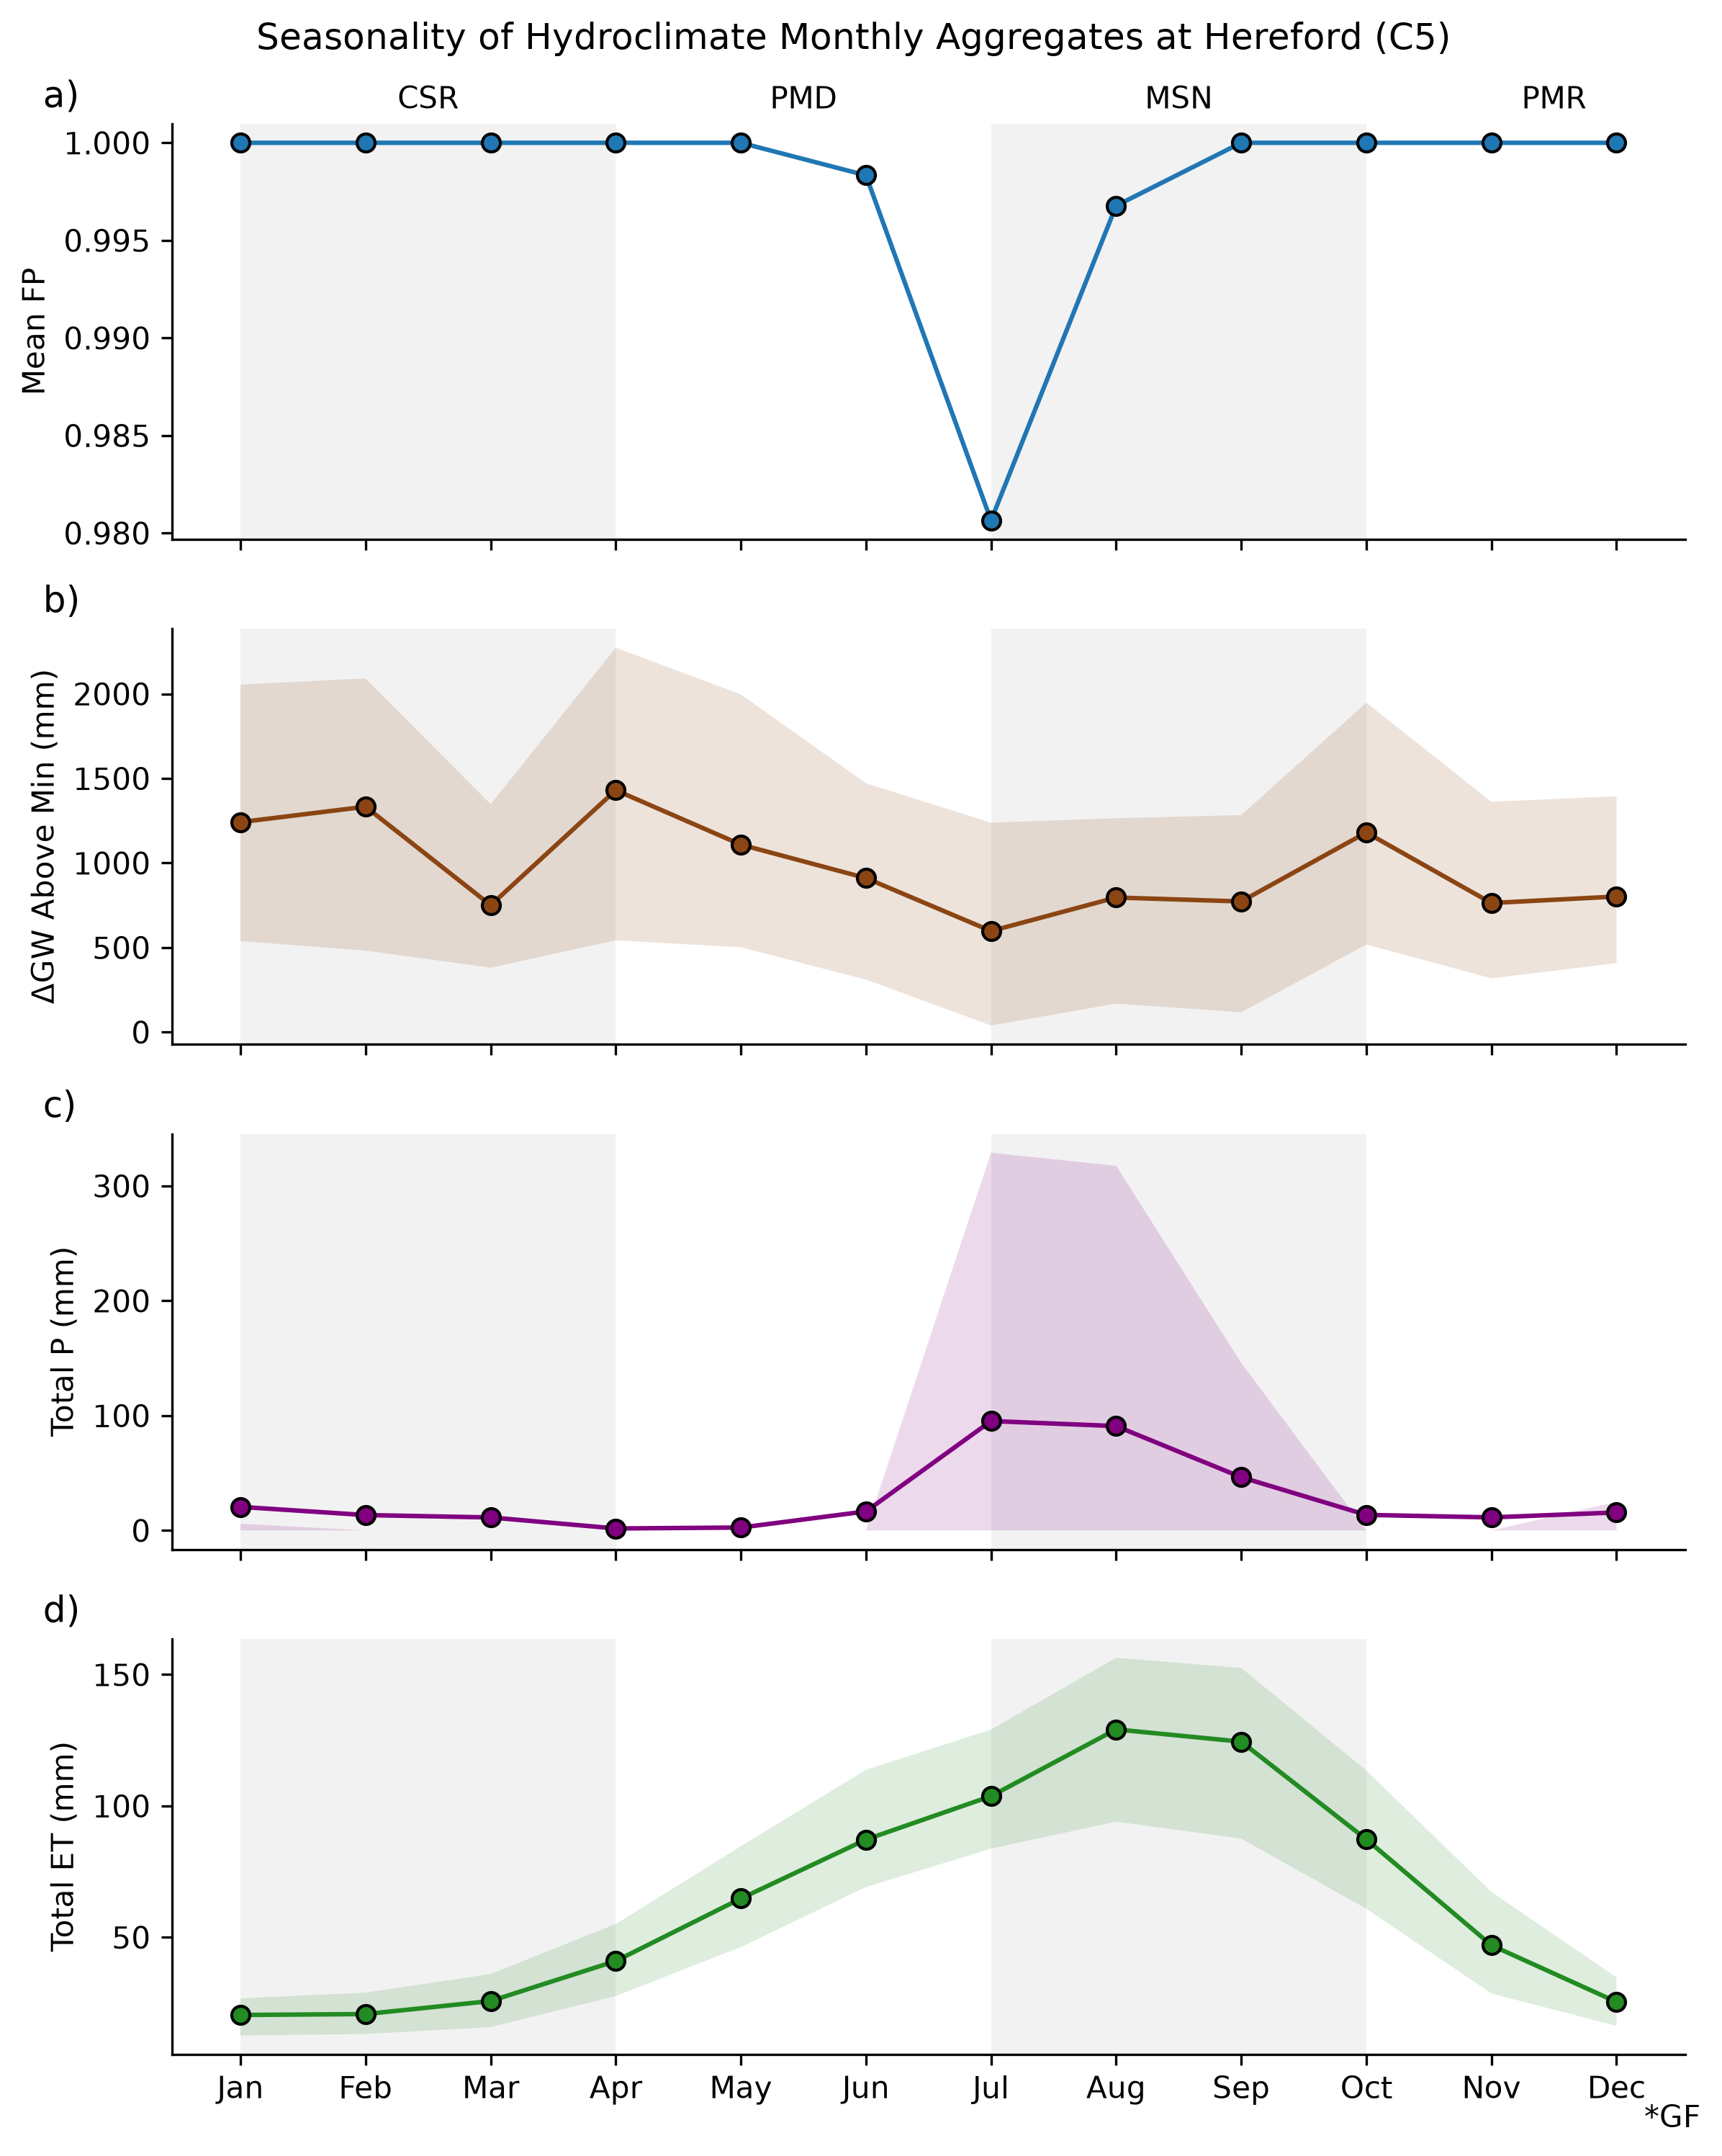 Seasonality of Hydroclimate Monthly Aggregates at Hereford (C5)
a)
CSR PMD MSN PMR
Mean FP
1.000
0.995
0.990
0.985
0.980
b)
ΔGW Above Min (mm)
2000
1500
1000
500
0
c)
Total P (mm)
300
200
100
0
d)
Total ET (mm)
150
100
50
Jan Feb Mar Apr May Jun Jul Aug Sep Oct Nov Dec
*GF